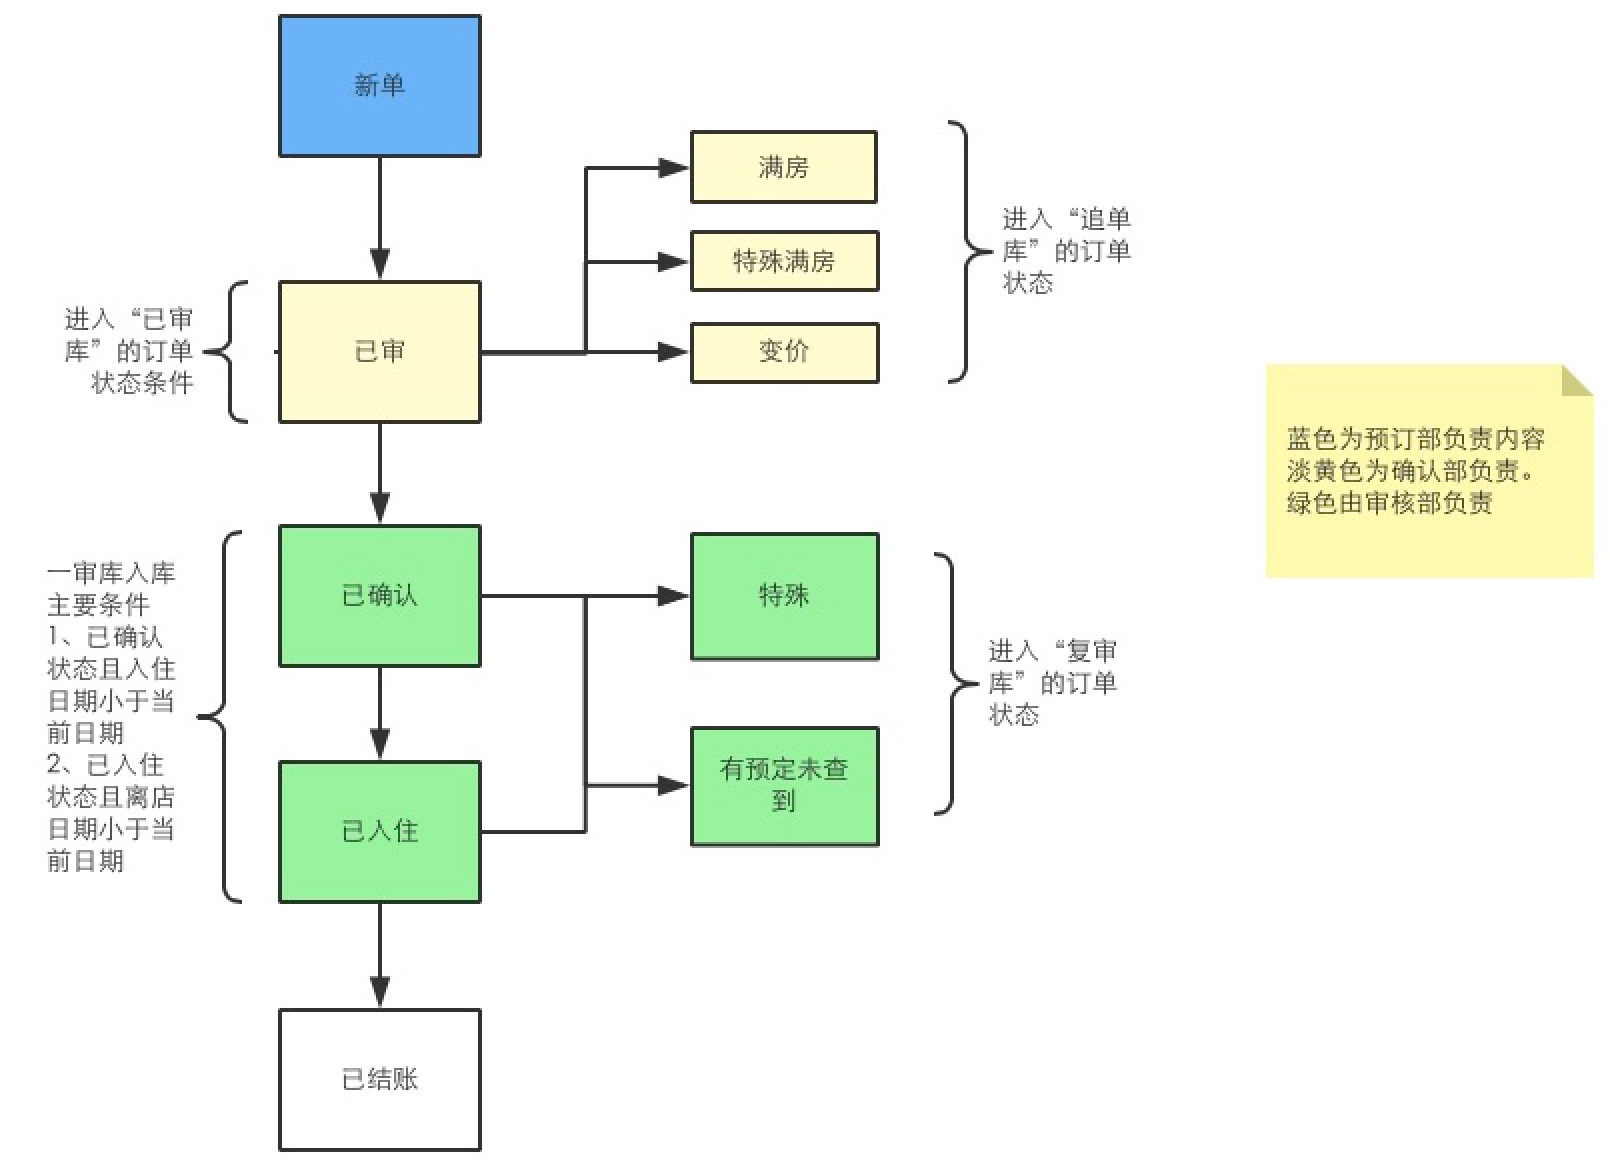 新单
满房
特殊满房
变价
进入“追单
库”的订单
状态
进入“已审
库”的订单
状态条件
已审
蓝色为预订部负责内容
淡黄色为确认部负责。
绿色由审核部负责
一审库入库
主要条件
1、已确认
状态且入住
日期小于当
前日期
2、已入住
状态且离店
日期小于当
前日期
已确认
特殊
已入住
有预定未查
到
进入“复审
库”的订单
状态
已结账